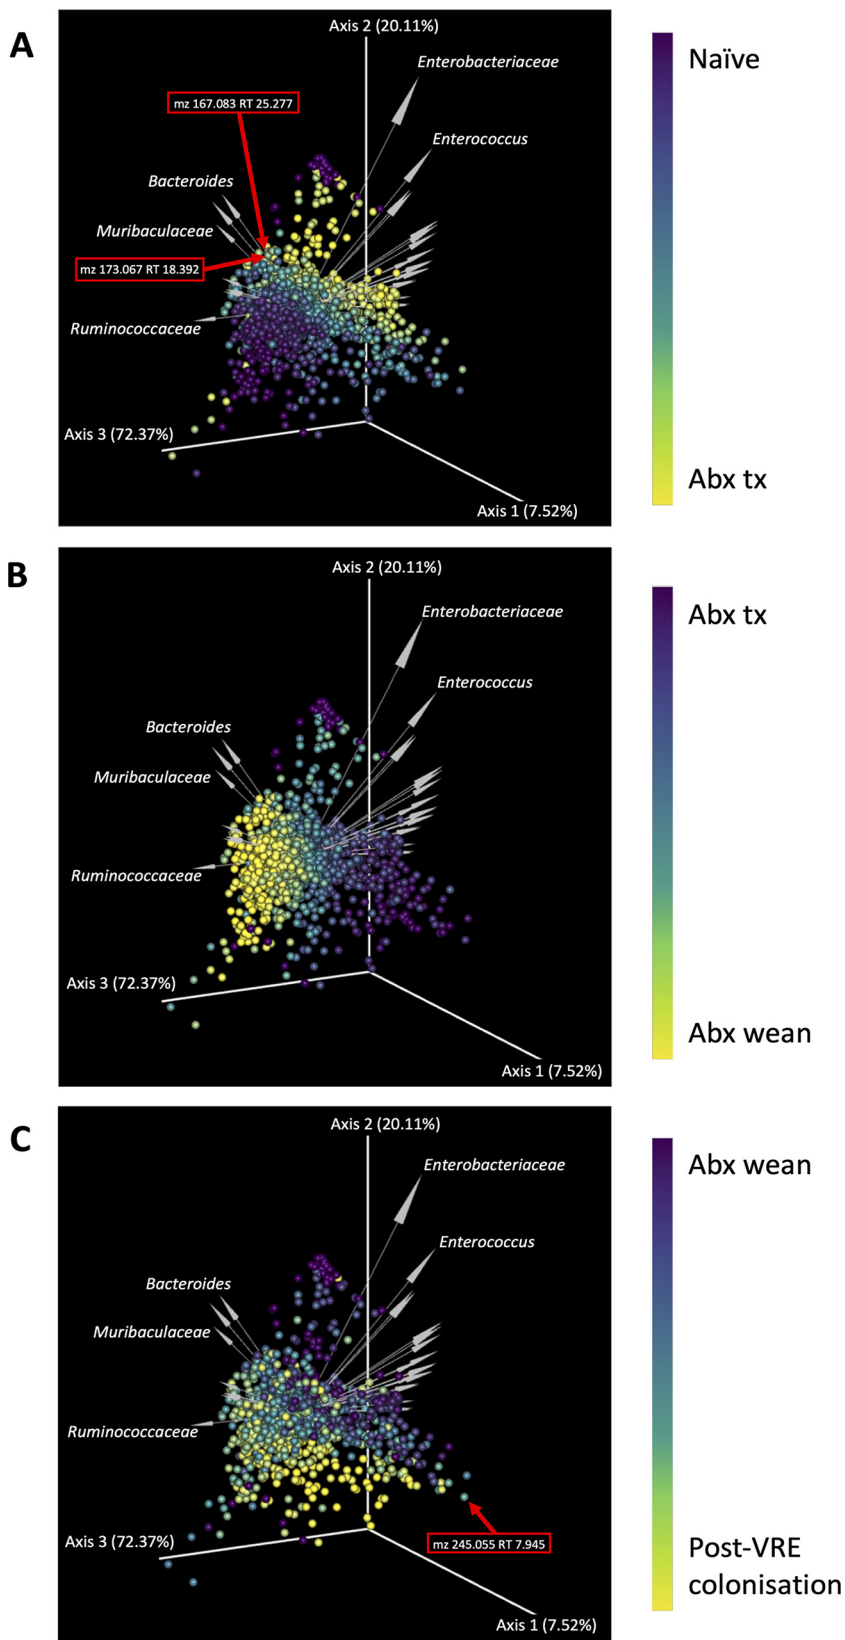 A
Axis 2 (20.11%)
Enterobacteriaceae
mz 167.083 RT 25.277
Enterococcus
Bacteroides
Muribaculaceae
mz 173.067 RT 18.392
Ruminococcaceae
Axis 3 (72.37%)
Axis 1 (7.52%)
Naïve
Abx tx
B
Axis 2 (20.11%)
Enterobacteriaceae
Enterococcus
Bacteroides
Muribaculaceae
Ruminococcaceae
Axis 3 (72.37%)
Axis 1 (7.52%)
Abx tx
Abx wean
C
Axis 2 (20.11%)
Enterobacteriaceae
Enterococcus
Bacteroides
Muribaculaceae
Ruminococcaceae
Axis 3 (72.37%)
mz 245.055 RT 7.945
Axis 1 (7.52%)
Abx wean
Post-VRE
colonisation